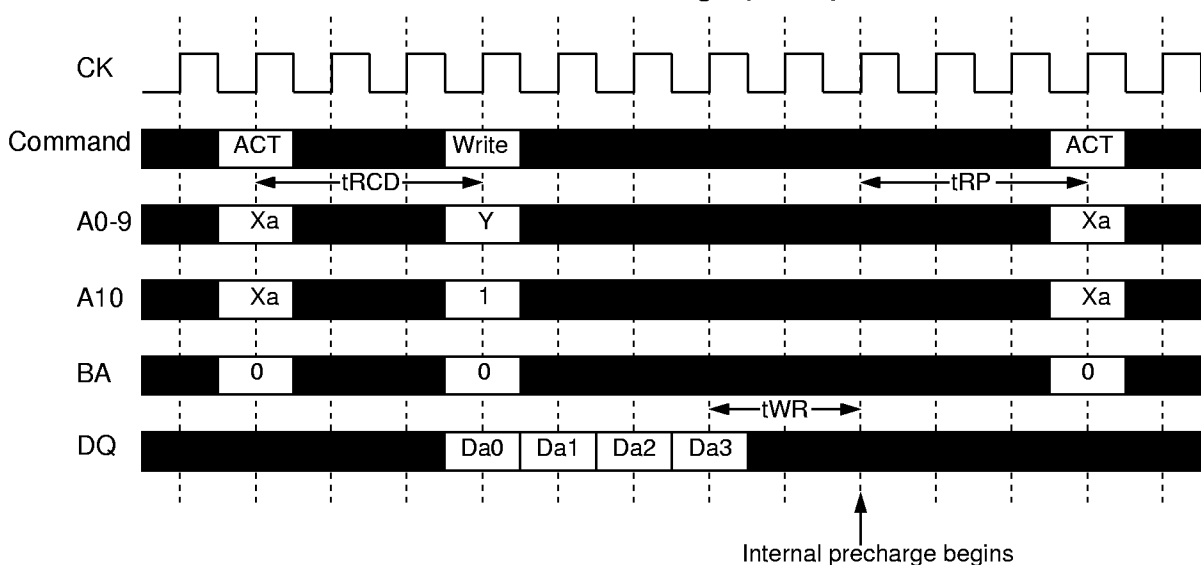 CK
Command ACT Write ACT
tRCD tRP
A0-9 Xa Y Xa
A10 Xa 1 Xa
BA 0 0 0
tWR
DQ Da0 Da1 Da2 Da3
Internal precharge begins